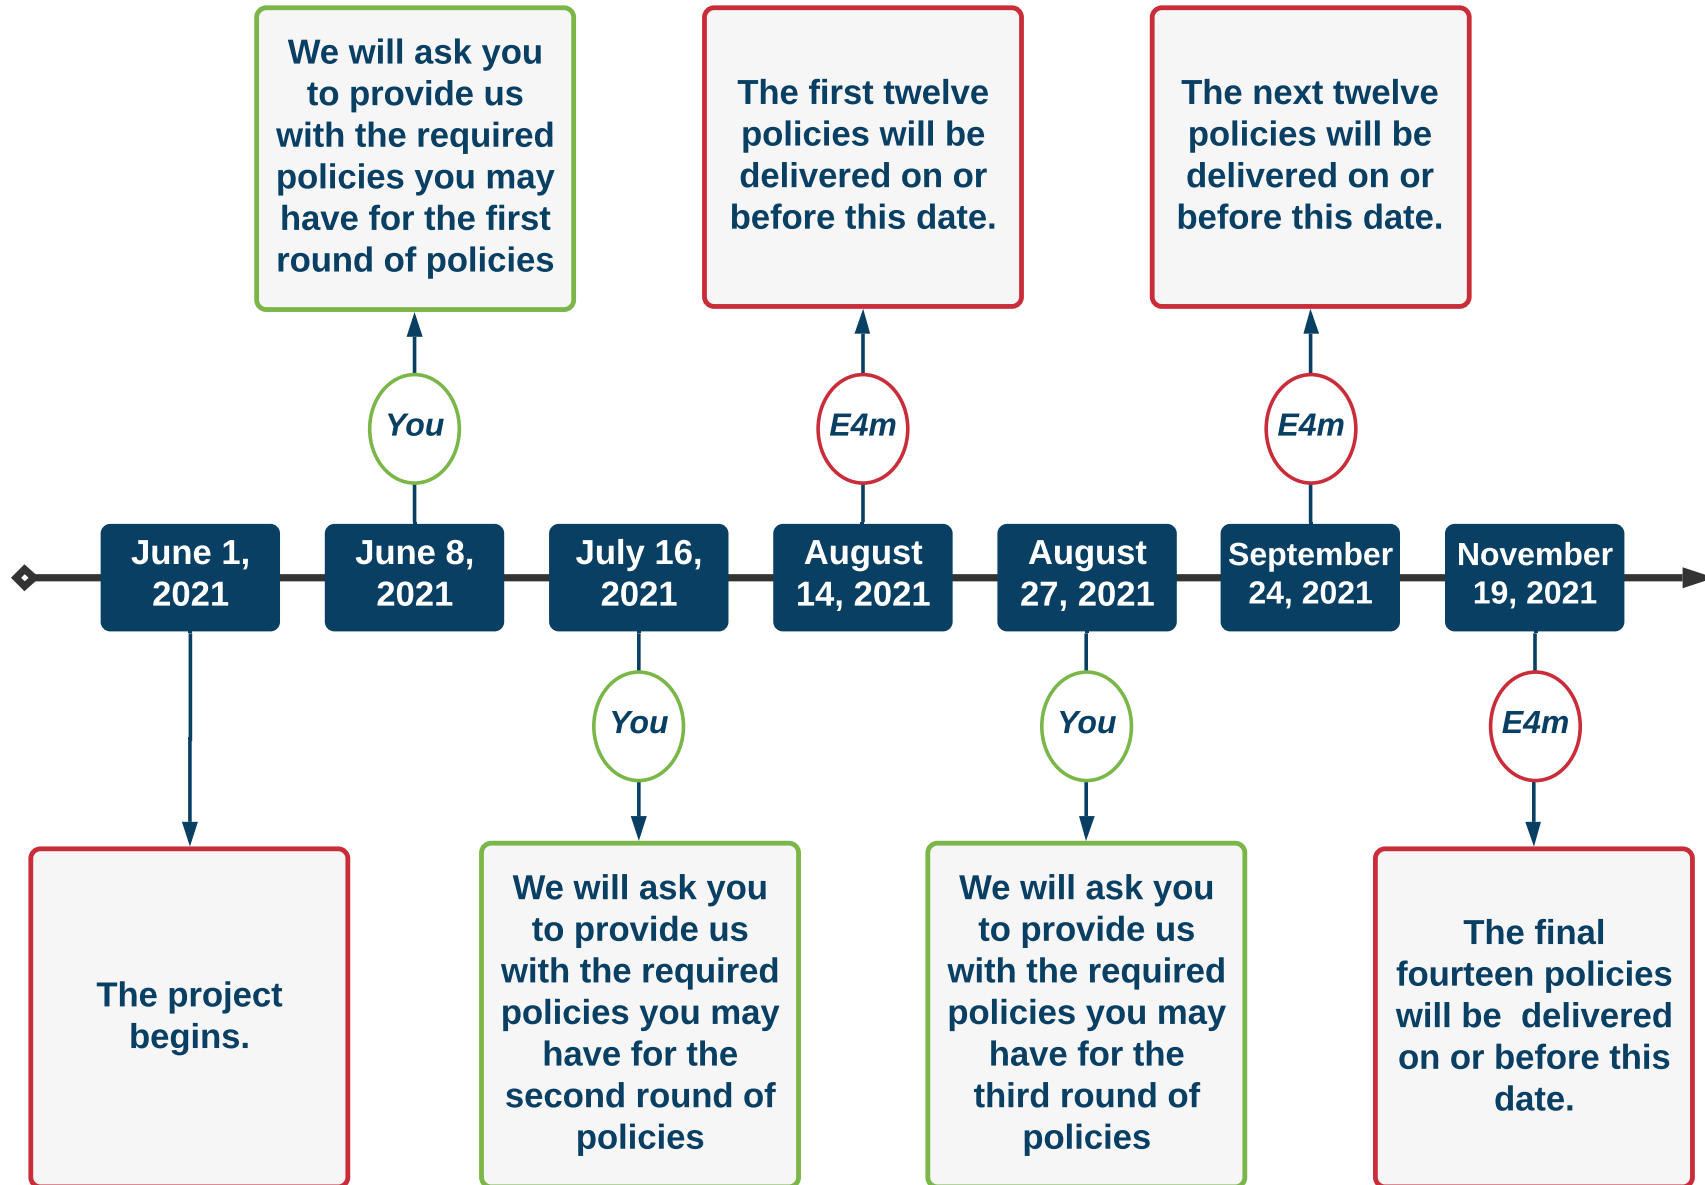 We will ask you
to provide us
with the required
policies you may
have for the first
round of policies
The first twelve
policies will be
delivered on or
before this date.
The next twelve
policies will be
delivered on or
before this date.
You
E4m
E4m
June 1,
2021
June 8,
2021
July 16,
2021
August
14, 2021
August
27, 2021
September
24, 2021
November
19, 2021
You
You
E4m
The project
begins.
We will ask you
to provide us
with the required
policies you may
have for the
second round of
policies
We will ask you
to provide us
with the required
policies you may
have for the
third round of
policies
The final
fourteen policies
will be  delivered
on or before this
date.